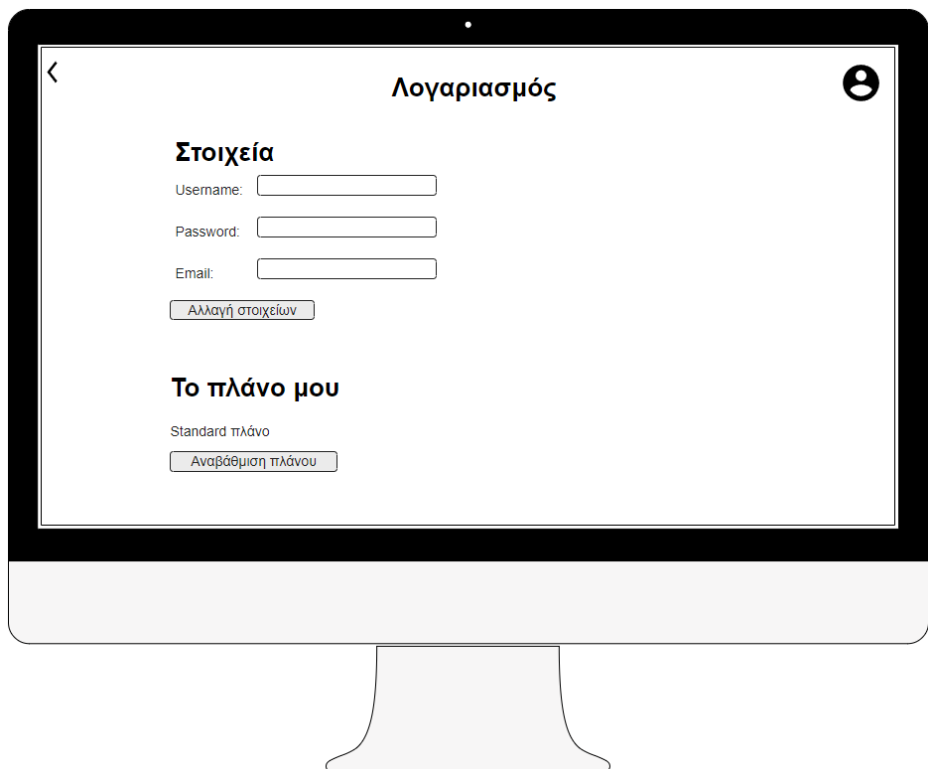 Λογαριασμός
Στοιχεία
Username:
Password:
Email:
Αλλαγή στοιχείων
Το πλάνο μου
Standard πλάνο
Αναβάθμιση πλάνου